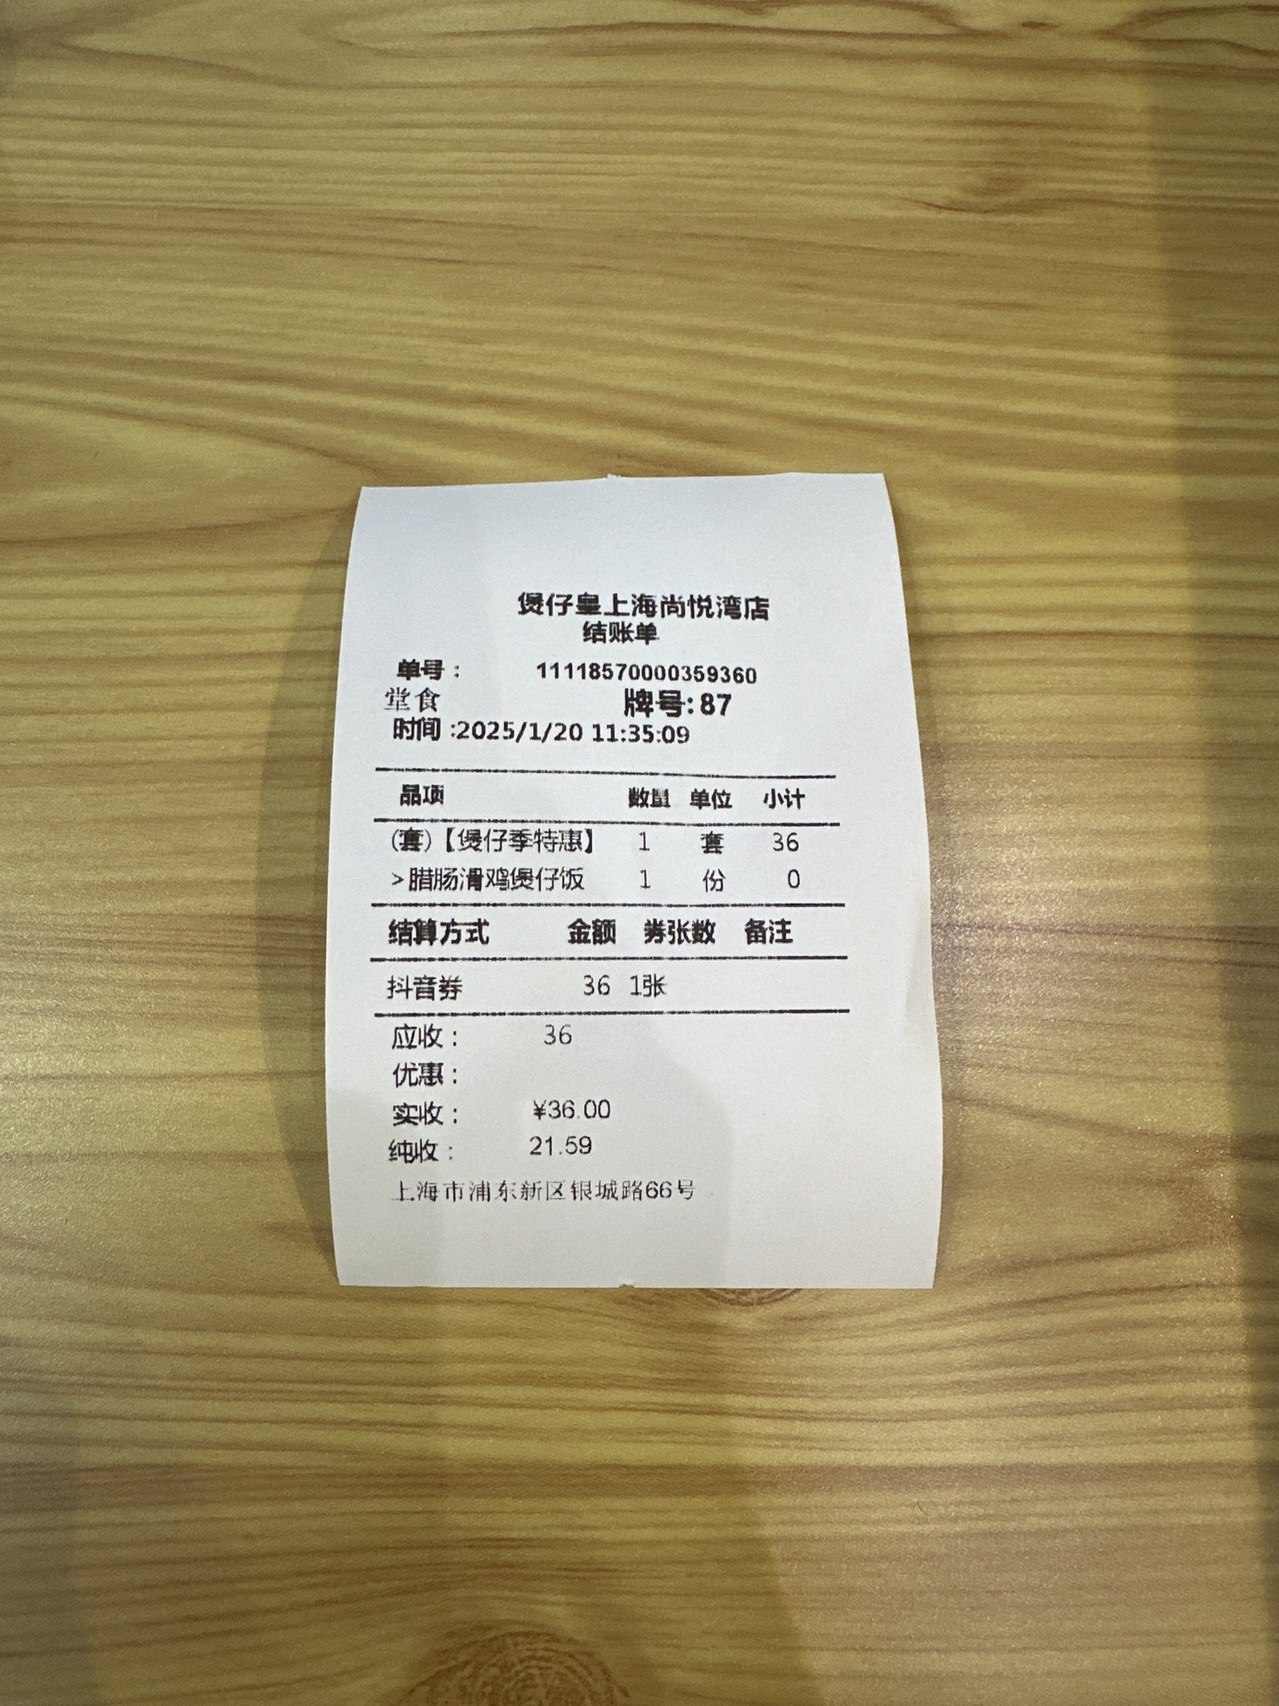 煲仔皇上海尚悦湾店
结账单
单号： 11118570000359360
堂食 牌号:87
时间:2025/1/20 11:35:09
品项 数量 单位 小计
(套)【煲仔季特惠】 1 套 36
>腊肠滑鸡煲仔饭 1 份 0
结算方式 金额 券张数 备注
抖音券 36 1张
应收： 36
优惠：
实收： ¥36.00
纯收： 21.59
上海市浦东新区银城路66号